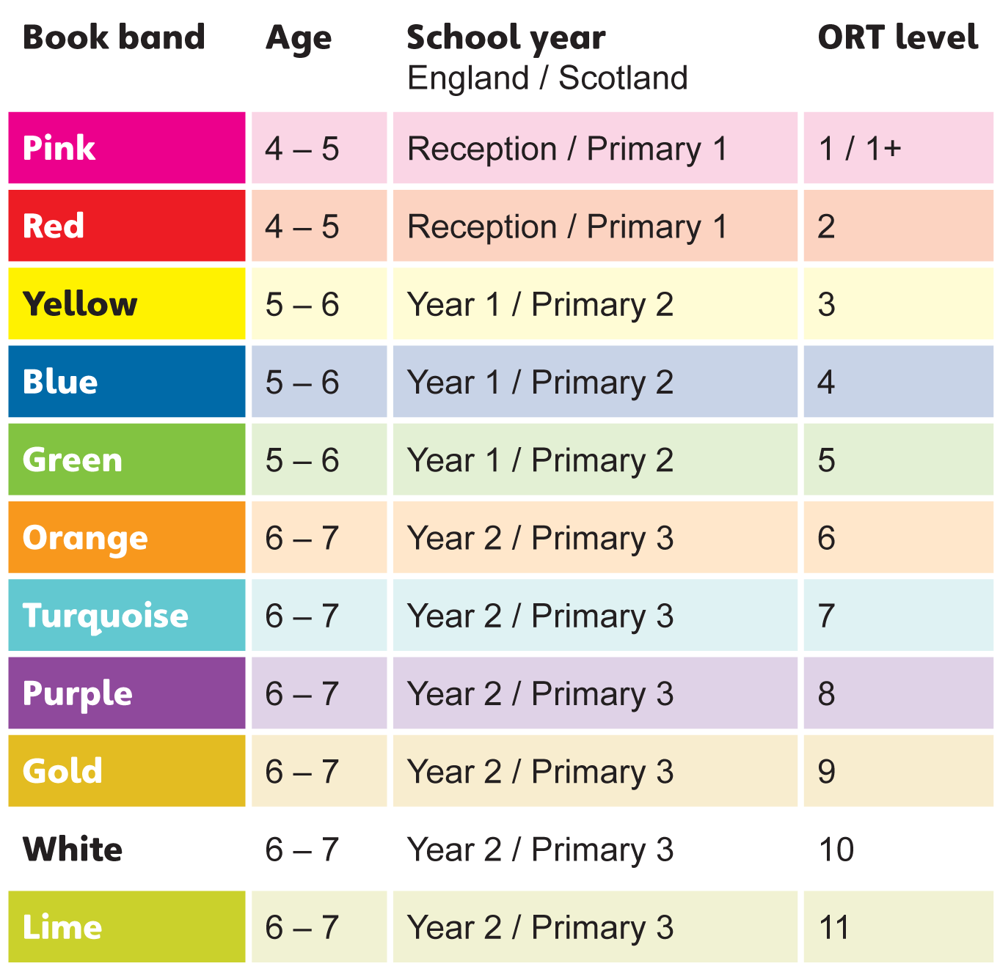 Book band Age School year ORT level
England / Scotland
Pink 4 – 5 Reception / Primary 1 1 / 1+
Red 4 – 5 Reception / Primary 1 2
Yellow 5 – 6 Year 1 / Primary 2 3
Blue 5 – 6 Year 1 / Primary 2 4
Green 5 – 6 Year 1 / Primary 2 5
Orange 6 – 7 Year 2 / Primary 3 6
Turquoise 6 – 7 Year 2 / Primary 3 7
Purple 6 – 7 Year 2 / Primary 3 8
Gold 6 – 7 Year 2 / Primary 3 9
White 6 – 7 Year 2 / Primary 3 10
Lime 6 – 7 Year 2 / Primary 3 11